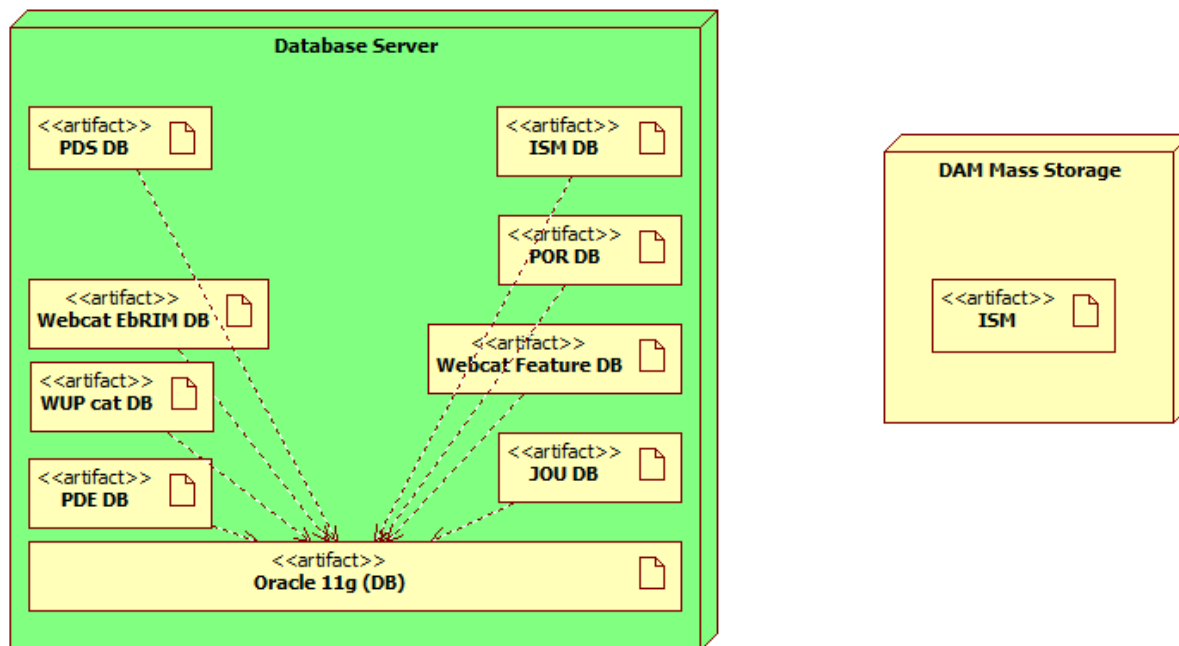 Database Server
<<artifact>>
PDS DB
<<artifact>>
ISM DB
<<artifact>>
POR DB
<<artifact>>
Webcat EbRIM DB
<<artifact>>
Webcat Feature DB
<<artifact>>
WUP cat DB
<<artifact>>
JOU DB
<<artifact>>
PDE DB
<<artifact>>
Oracle 11g (DB)
DAM Mass Storage
<<artifact>>
ISM